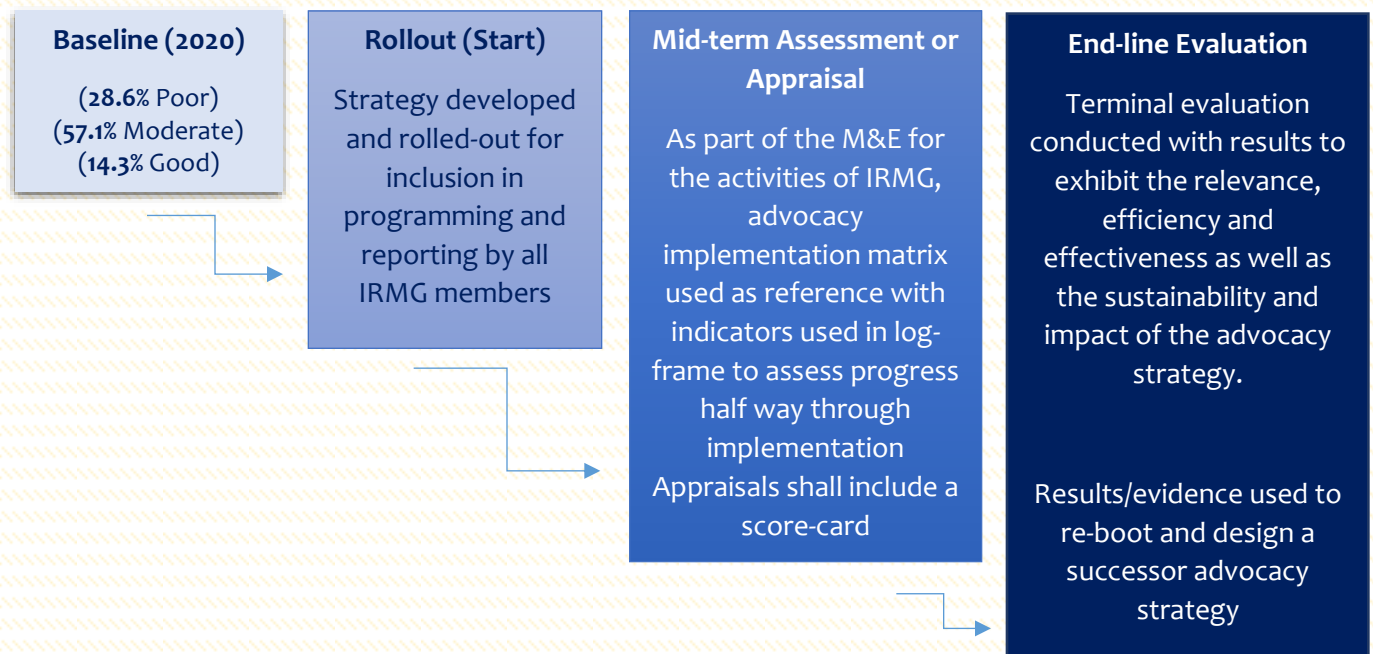 Baseline (2020)
(28.6% Poor)
(57.1% Moderate)
(14.3% Good)
Rollout (Start)
Strategy developed
and rolled-out for
inclusion in
programming and
reporting by all
IRMG members
Mid-term Assessment or
Appraisal
As part of the M&E for
the activities of IRMG,
advocacy
implementation matrix
used as reference with
indicators used in log-
frame to assess progress
half way through
implementation
Appraisals shall include a
score-card
End-line Evaluation
Terminal evaluation
conducted with results to
exhibit the relevance,
efficiency and
effectiveness as well as
the sustainability and
impact of the advocacy
strategy.
Results/evidence used to
re-boot and design a
successor advocacy
strategy